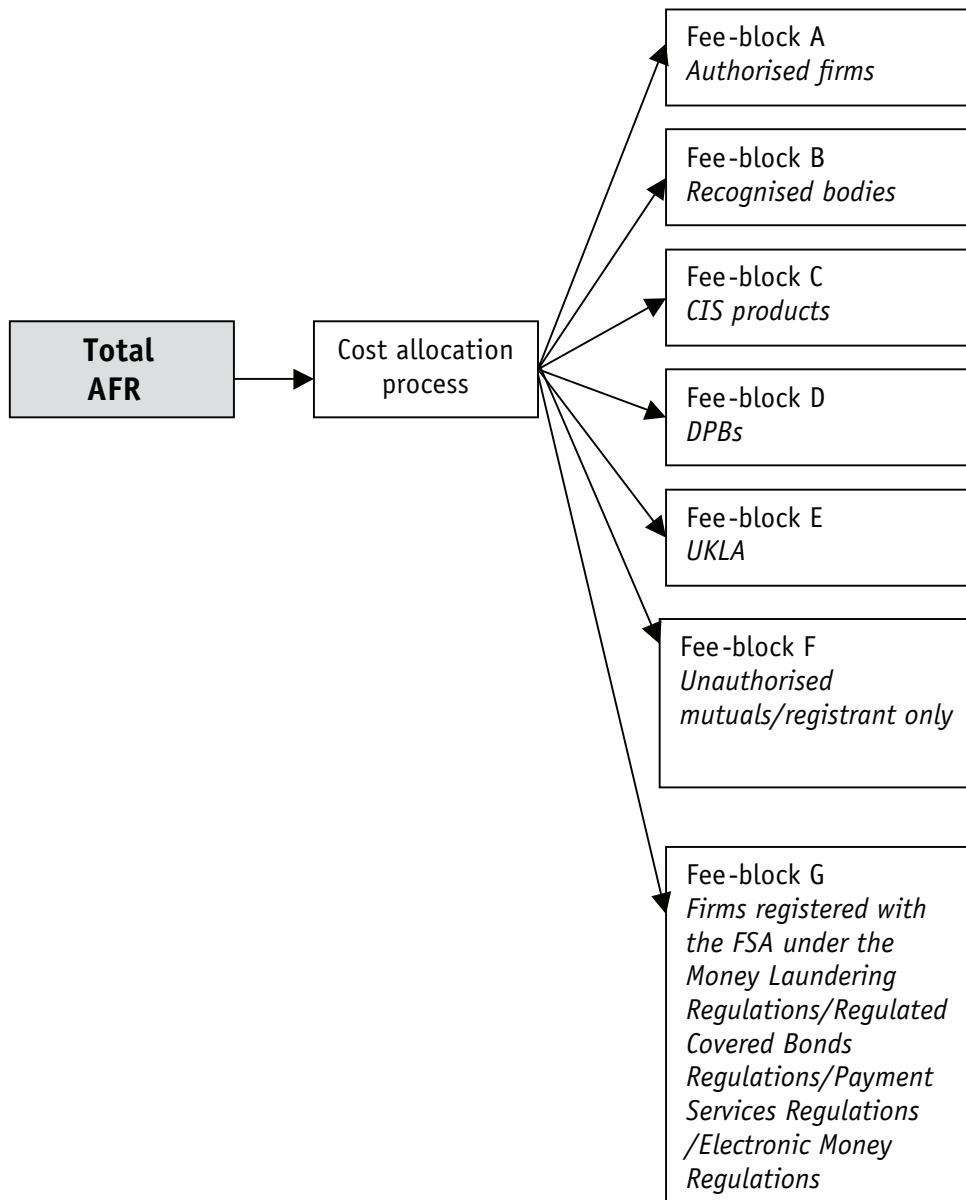 Fee-block A
Authorised firms
Fee-block B
Recognised bodies
Fee-block C
CIS products
Total
AFR
Cost allocation
process
Fee-block D
DPBs
Fee-block E
UKLA
Fee-block F
Unauthorised
mutuals/registrant only
Fee-block G
Firms registered with
the FSA under the
Money Laundering
Regulations/Regulated
Covered Bonds
Regulations/Payment
Services Regulations
/Electronic Money
Regulations